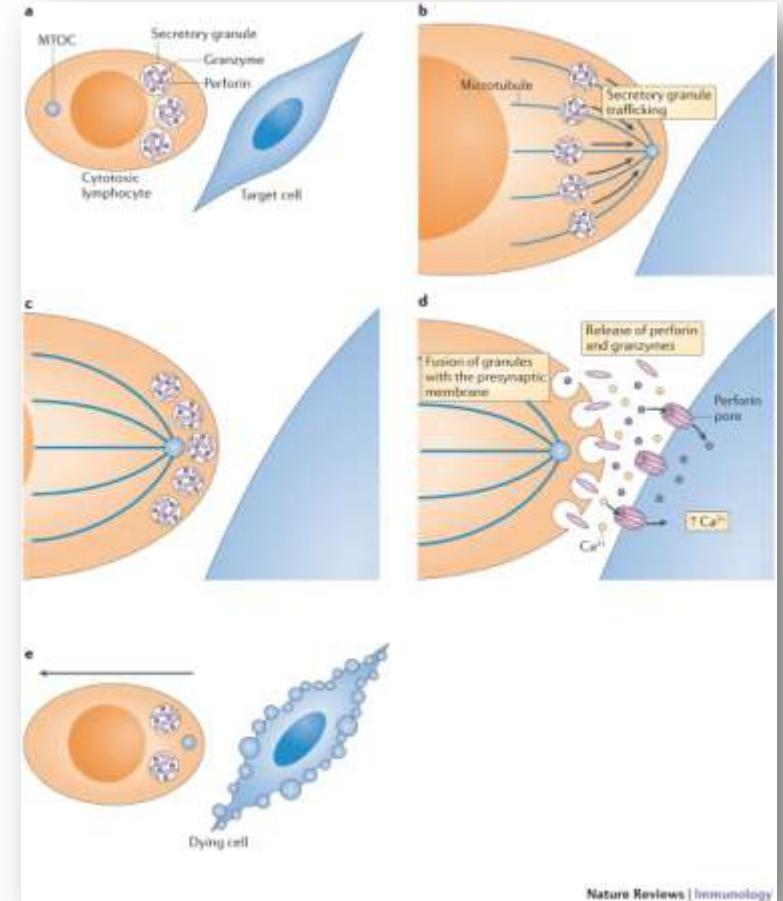 a
MTOC
Secretory granule
Granzyme
Perforin
Cytotoxic
lymphocyte
Target cell
b
Microtubule
Secretory granule
trafficking
c
d
Release of perforin
and granzymes
Fusion of granules
with the presynaptic
membrane
Perforin
pore
↑ Ca²⁺
Ca²⁺
e
Dying cell
Nature Reviews | Immunology